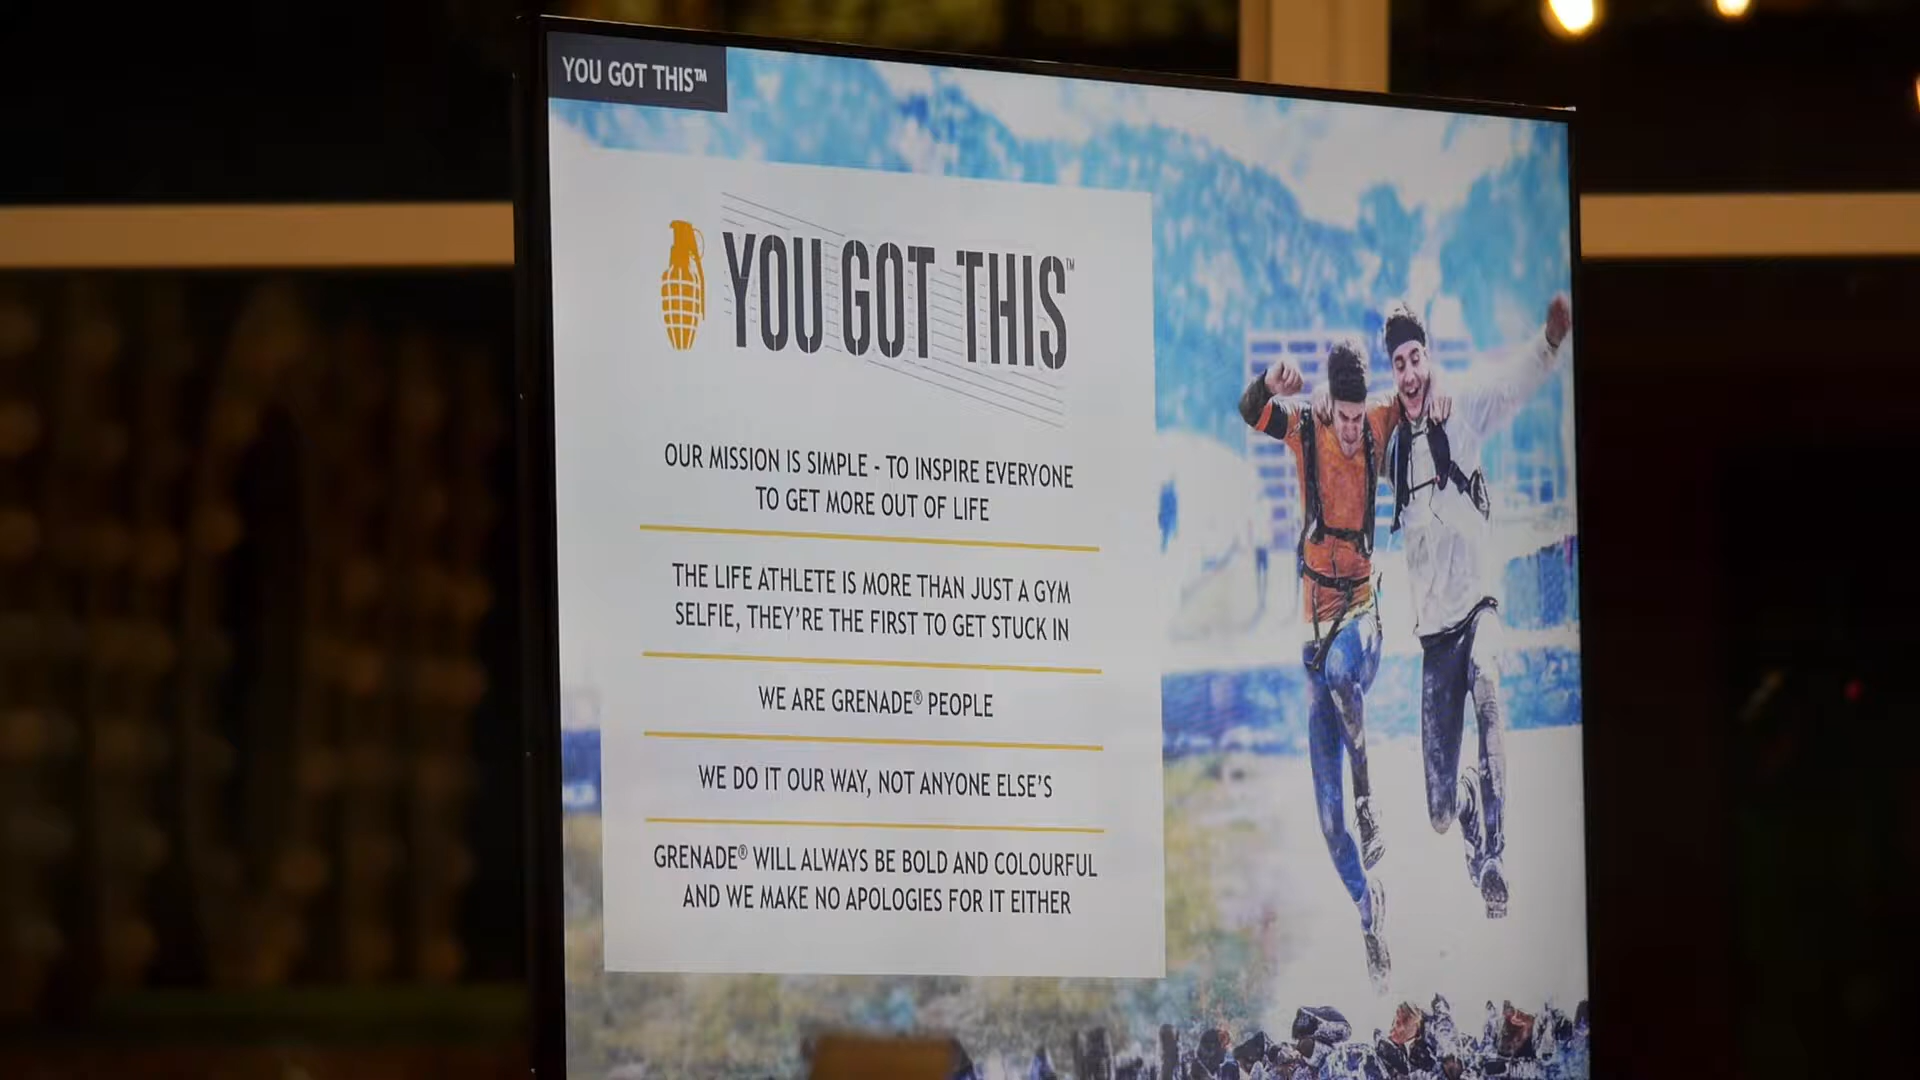 YOU GOT THIS™
YOU GOT THIS™
OUR MISSION IS SIMPLE - TO INSPIRE EVERYONE
TO GET MORE OUT OF LIFE
THE LIFE ATHLETE IS MORE THAN JUST A GYM
SELFIE, THEY'RE THE FIRST TO GET STUCK IN
WE ARE GRENADE® PEOPLE
WE DO IT OUR WAY, NOT ANYONE ELSE'S
GRENADE® WILL ALWAYS BE BOLD AND COLOURFUL
AND WE MAKE NO APOLOGIES FOR IT EITHER